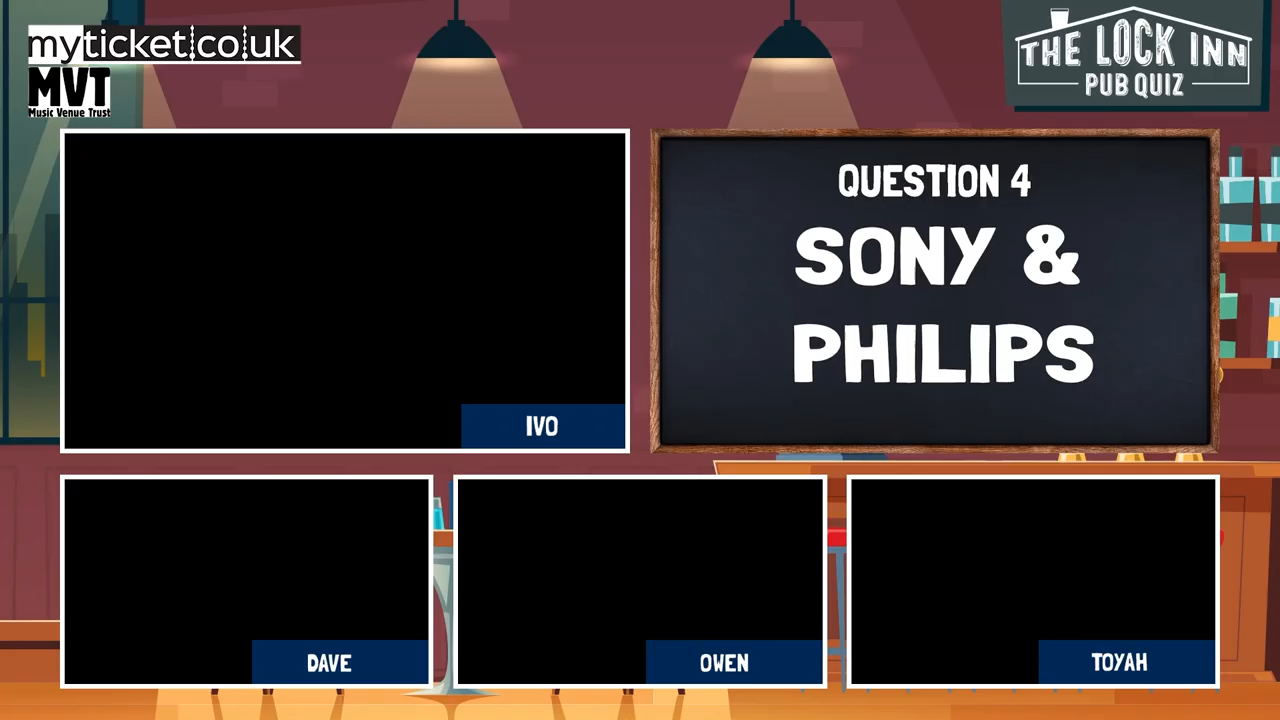 myticket.co.uk
MVT
Music Venue Trust
THE LOCK INN
PUB QUIZ
QUESTION 4
SONY &
PHILIPS
IVO
DAVE
OWEN
TOYAH